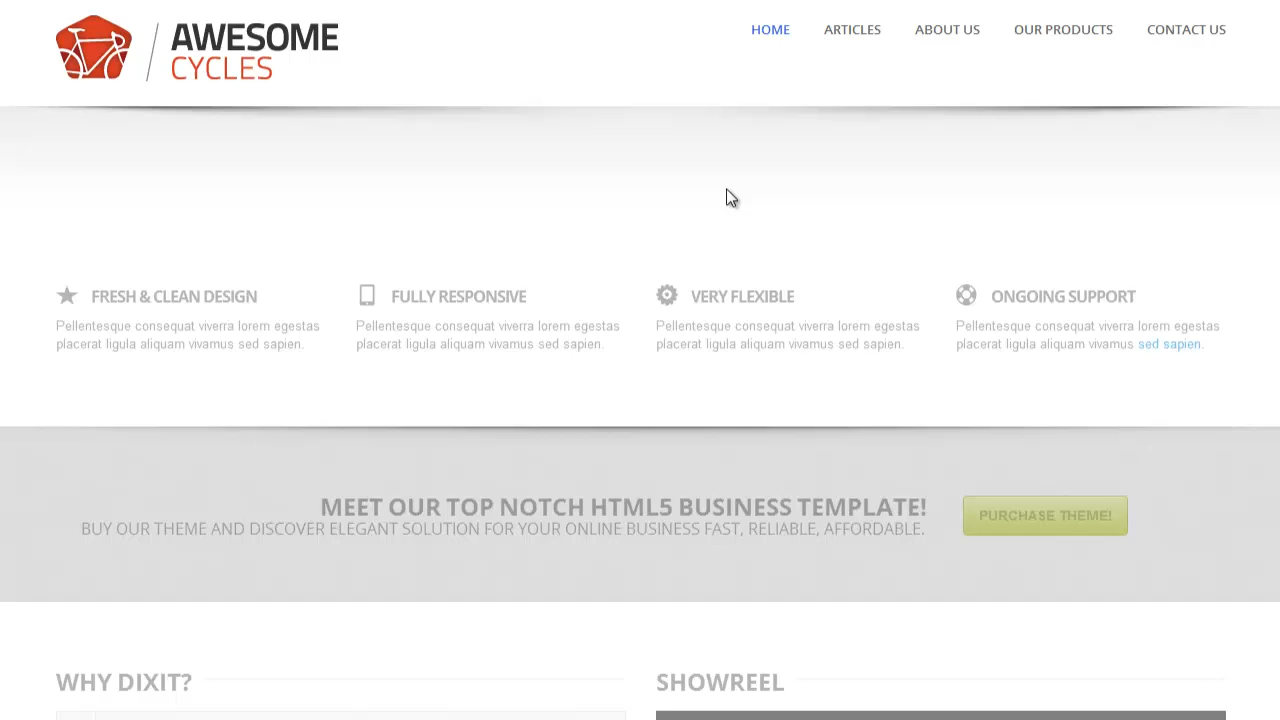 AWESOME
CYCLES
HOME ARTICLES ABOUT US OUR PRODUCTS CONTACT US
FRESH & CLEAN DESIGN
Pellentesque consequat viverra lorem egestas
placerat ligula aliquam vivamus sed sapien.
FULLY RESPONSIVE
Pellentesque consequat viverra lorem egestas
placerat ligula aliquam vivamus sed sapien.
VERY FLEXIBLE
Pellentesque consequat viverra lorem egestas
placerat ligula aliquam vivamus sed sapien.
ONGOING SUPPORT
Pellentesque consequat viverra lorem egestas
placerat ligula aliquam vivamus sed sapien.
MEET OUR TOP NOTCH HTML5 BUSINESS TEMPLATE!
BUY OUR THEME AND DISCOVER ELEGANT SOLUTION FOR YOUR ONLINE BUSINESS FAST, RELIABLE, AFFORDABLE.
PURCHASE THEME!
WHY DIXIT?
SHOWREEL